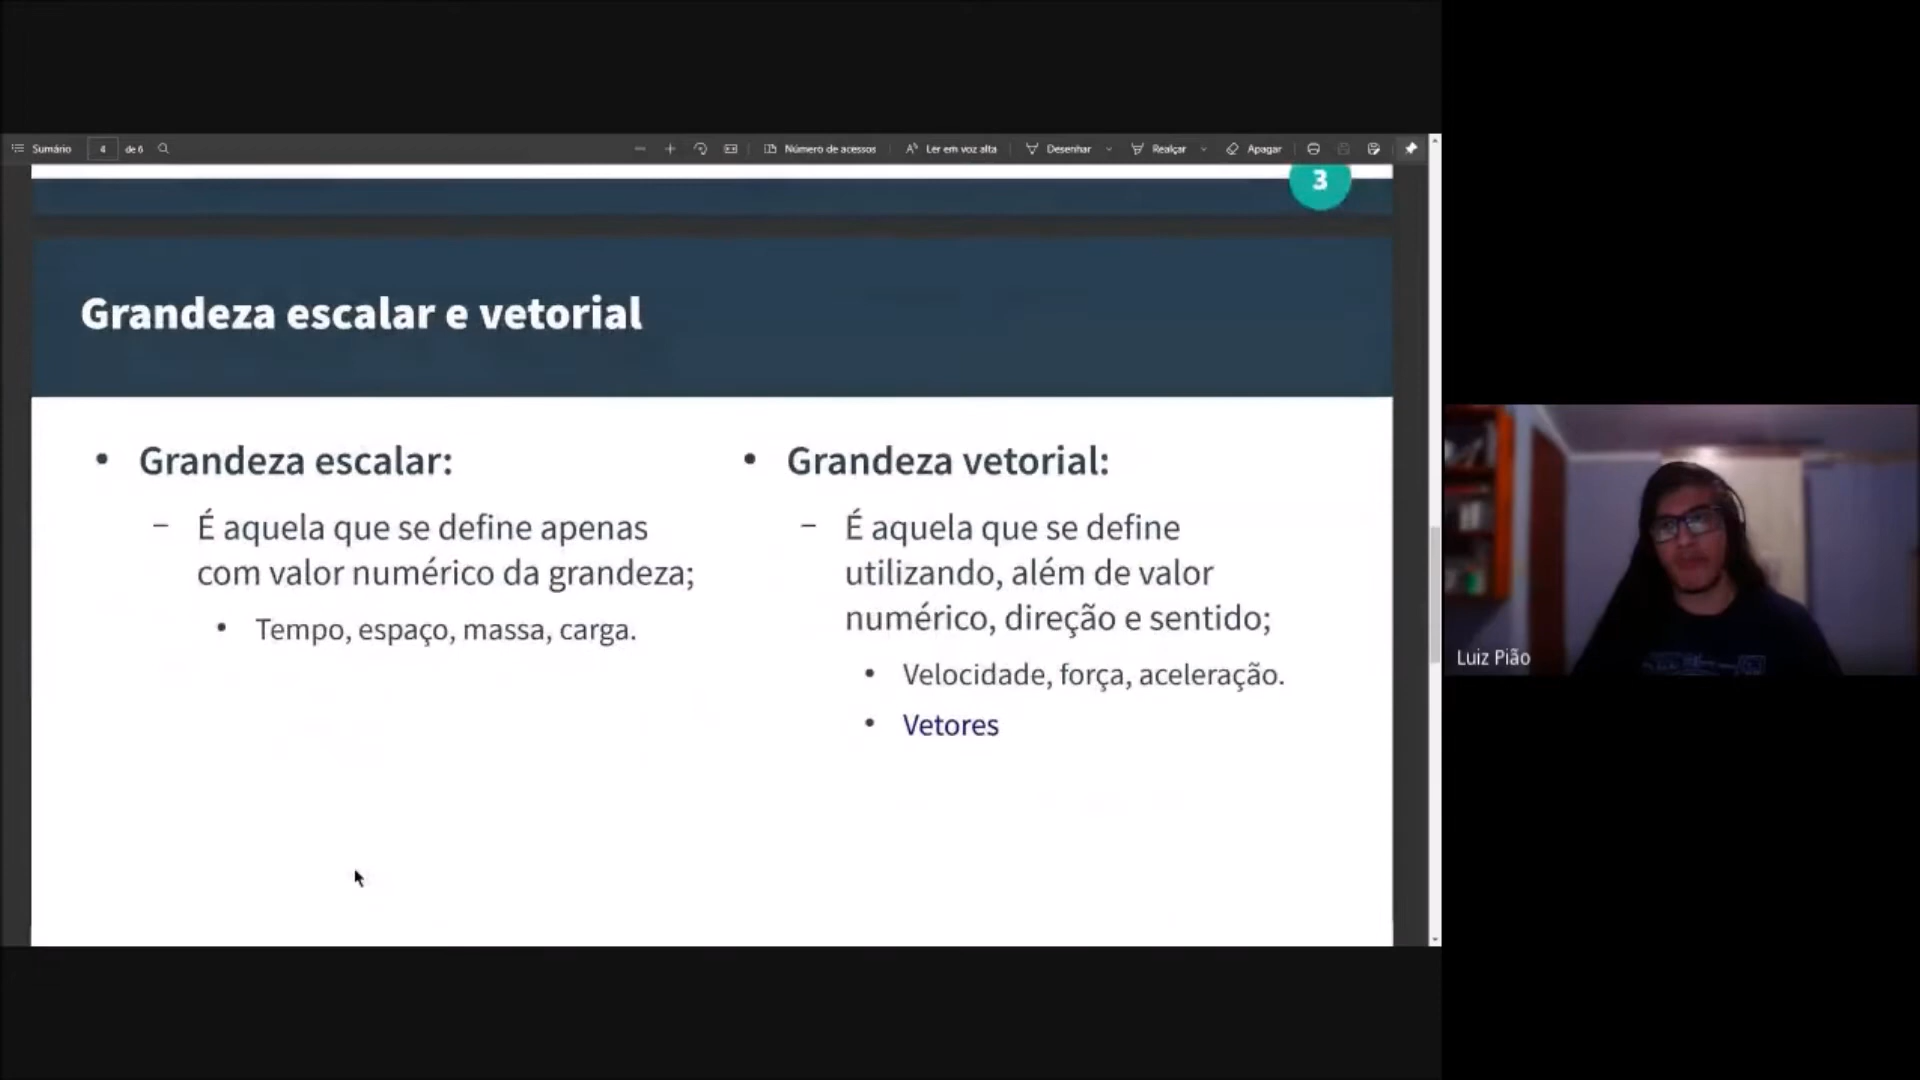 Sumário 4 de 6 Número de acessos Ler em voz alta Desenhar Realçar Apagar
3
Grandeza escalar e vetorial
• Grandeza escalar:
– É aquela que se define apenas
com valor numérico da grandeza;
• Tempo, espaço, massa, carga.
• Grandeza vetorial:
– É aquela que se define
utilizando, além de valor
numérico, direção e sentido;
• Velocidade, força, aceleração.
• Vetores
Luiz Pião